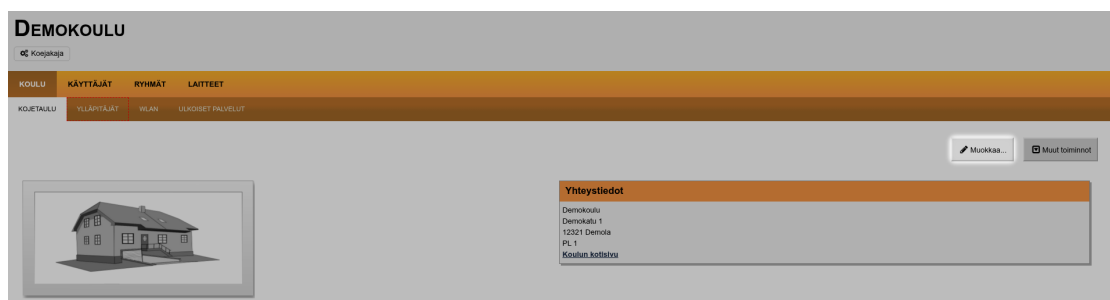 DEMOKOULU
Koejakaja
KOULU KÄYTTÄJÄT RYHMÄT LAITTEET
KOJETAULU YLLÄPITÄJÄT WLAN ULKOISET PALVELUT
Muokkaa... Muut toiminnot
Yhteystiedot
Demokoulu
Demokatu 1
12321 Demola
PL 1
Koulun kotisivu